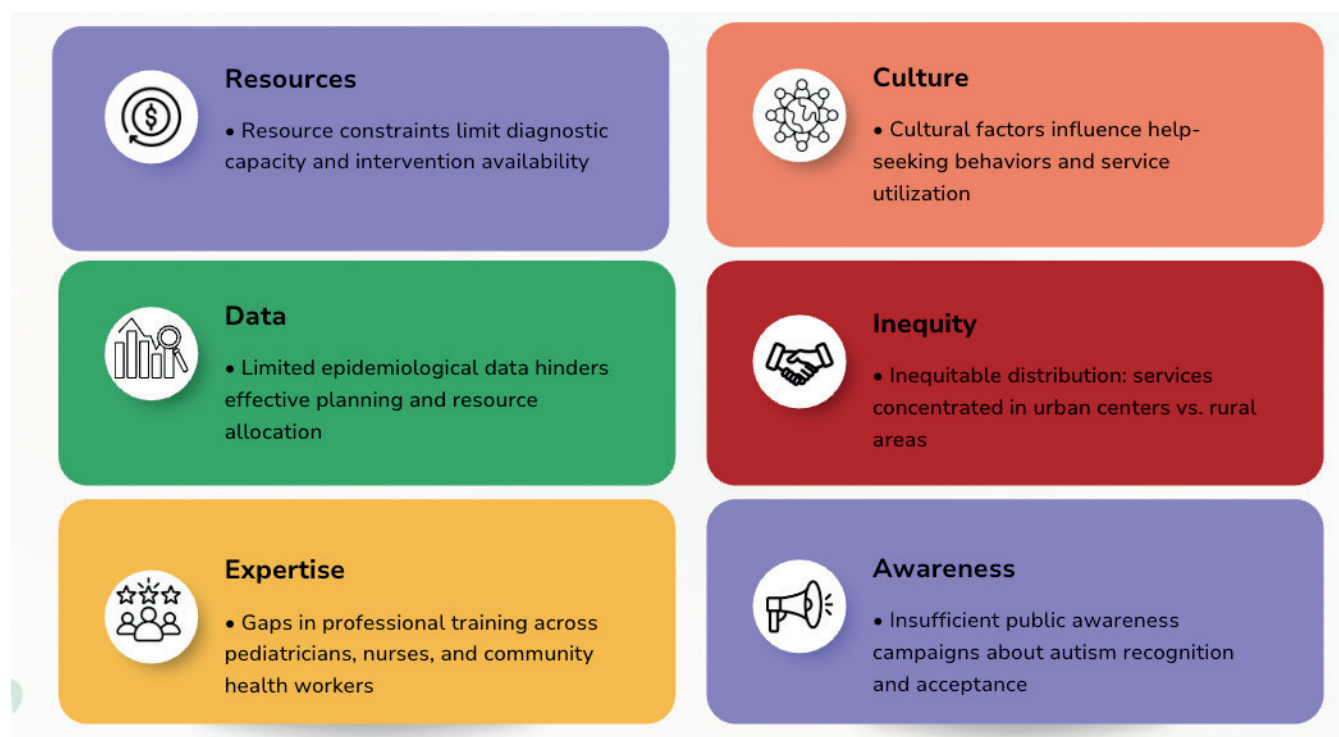 Resources
• Resource constraints limit diagnostic
capacity and intervention availability
Culture
• Cultural factors influence help-
seeking behaviors and service
utilization
Data
• Limited epidemiological data hinders
effective planning and resource
allocation
Inequity
• Inequitable distribution: services
concentrated in urban centers vs. rural
areas
Expertise
• Gaps in professional training across
pediatricians, nurses, and community
health workers
Awareness
• Insufficient public awareness
campaigns about autism recognition
and acceptance